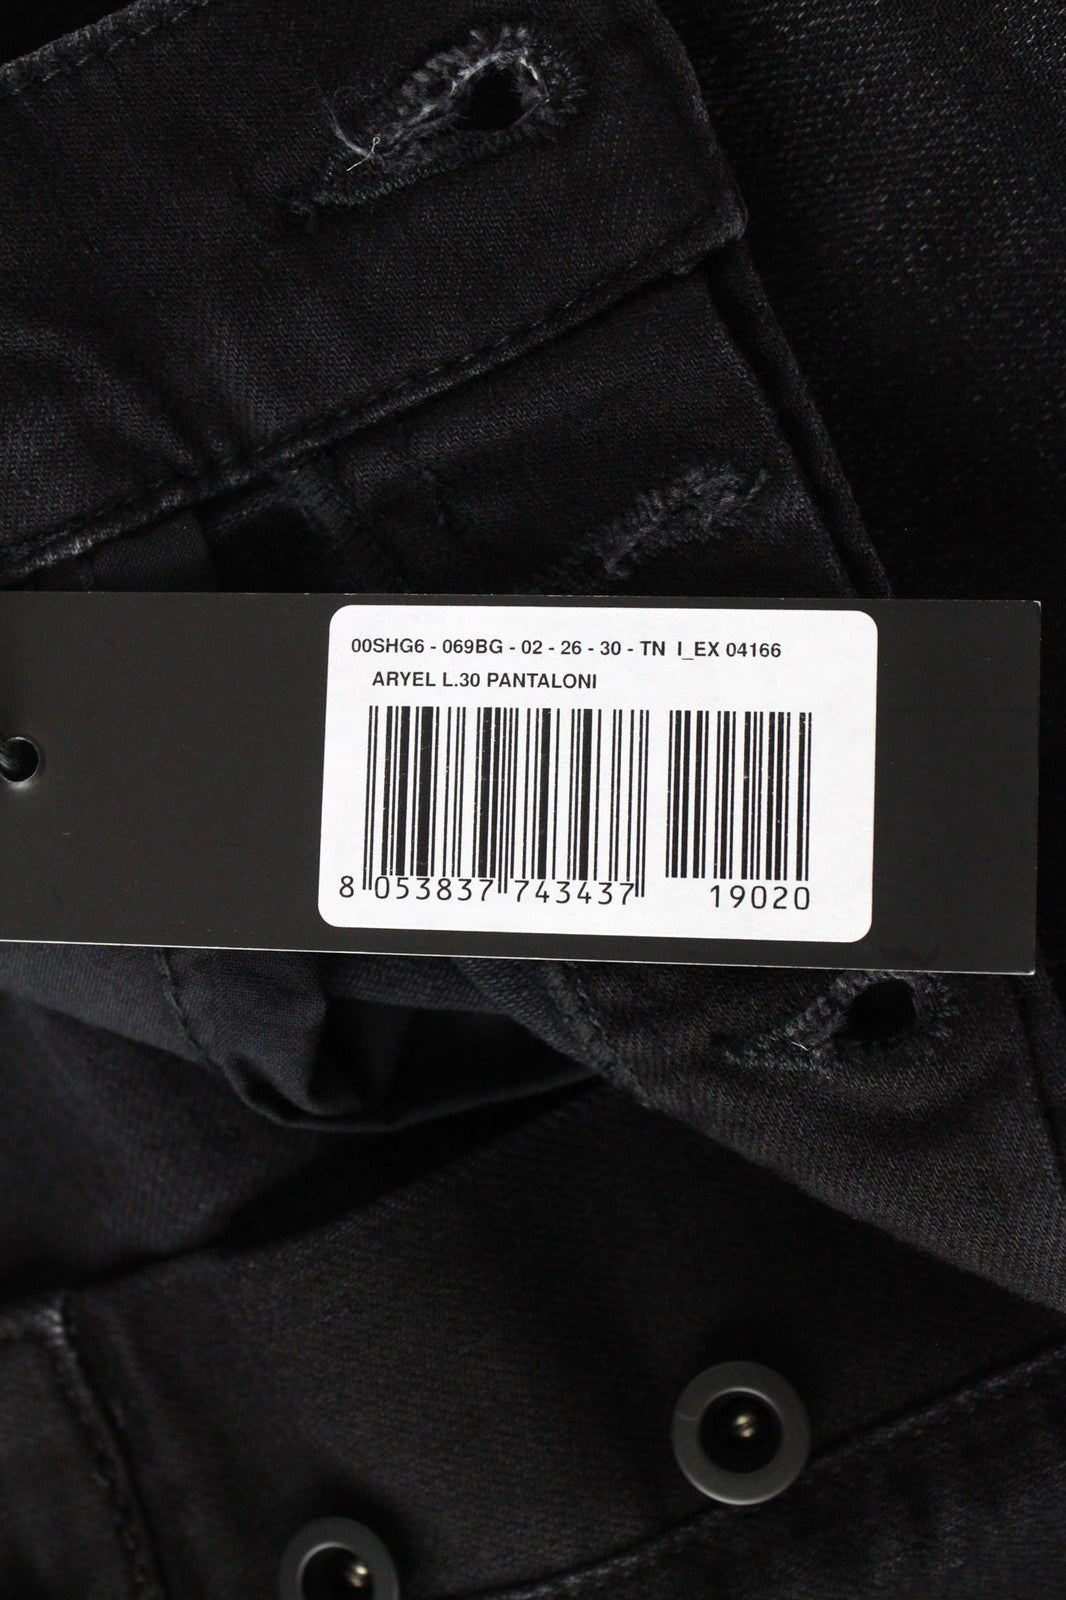 00SHG6 - 069BG - 02 - 26 - 30 - TN I_EX 04166
ARYEL L.30 PANTALONI
8 053837 743437 19020